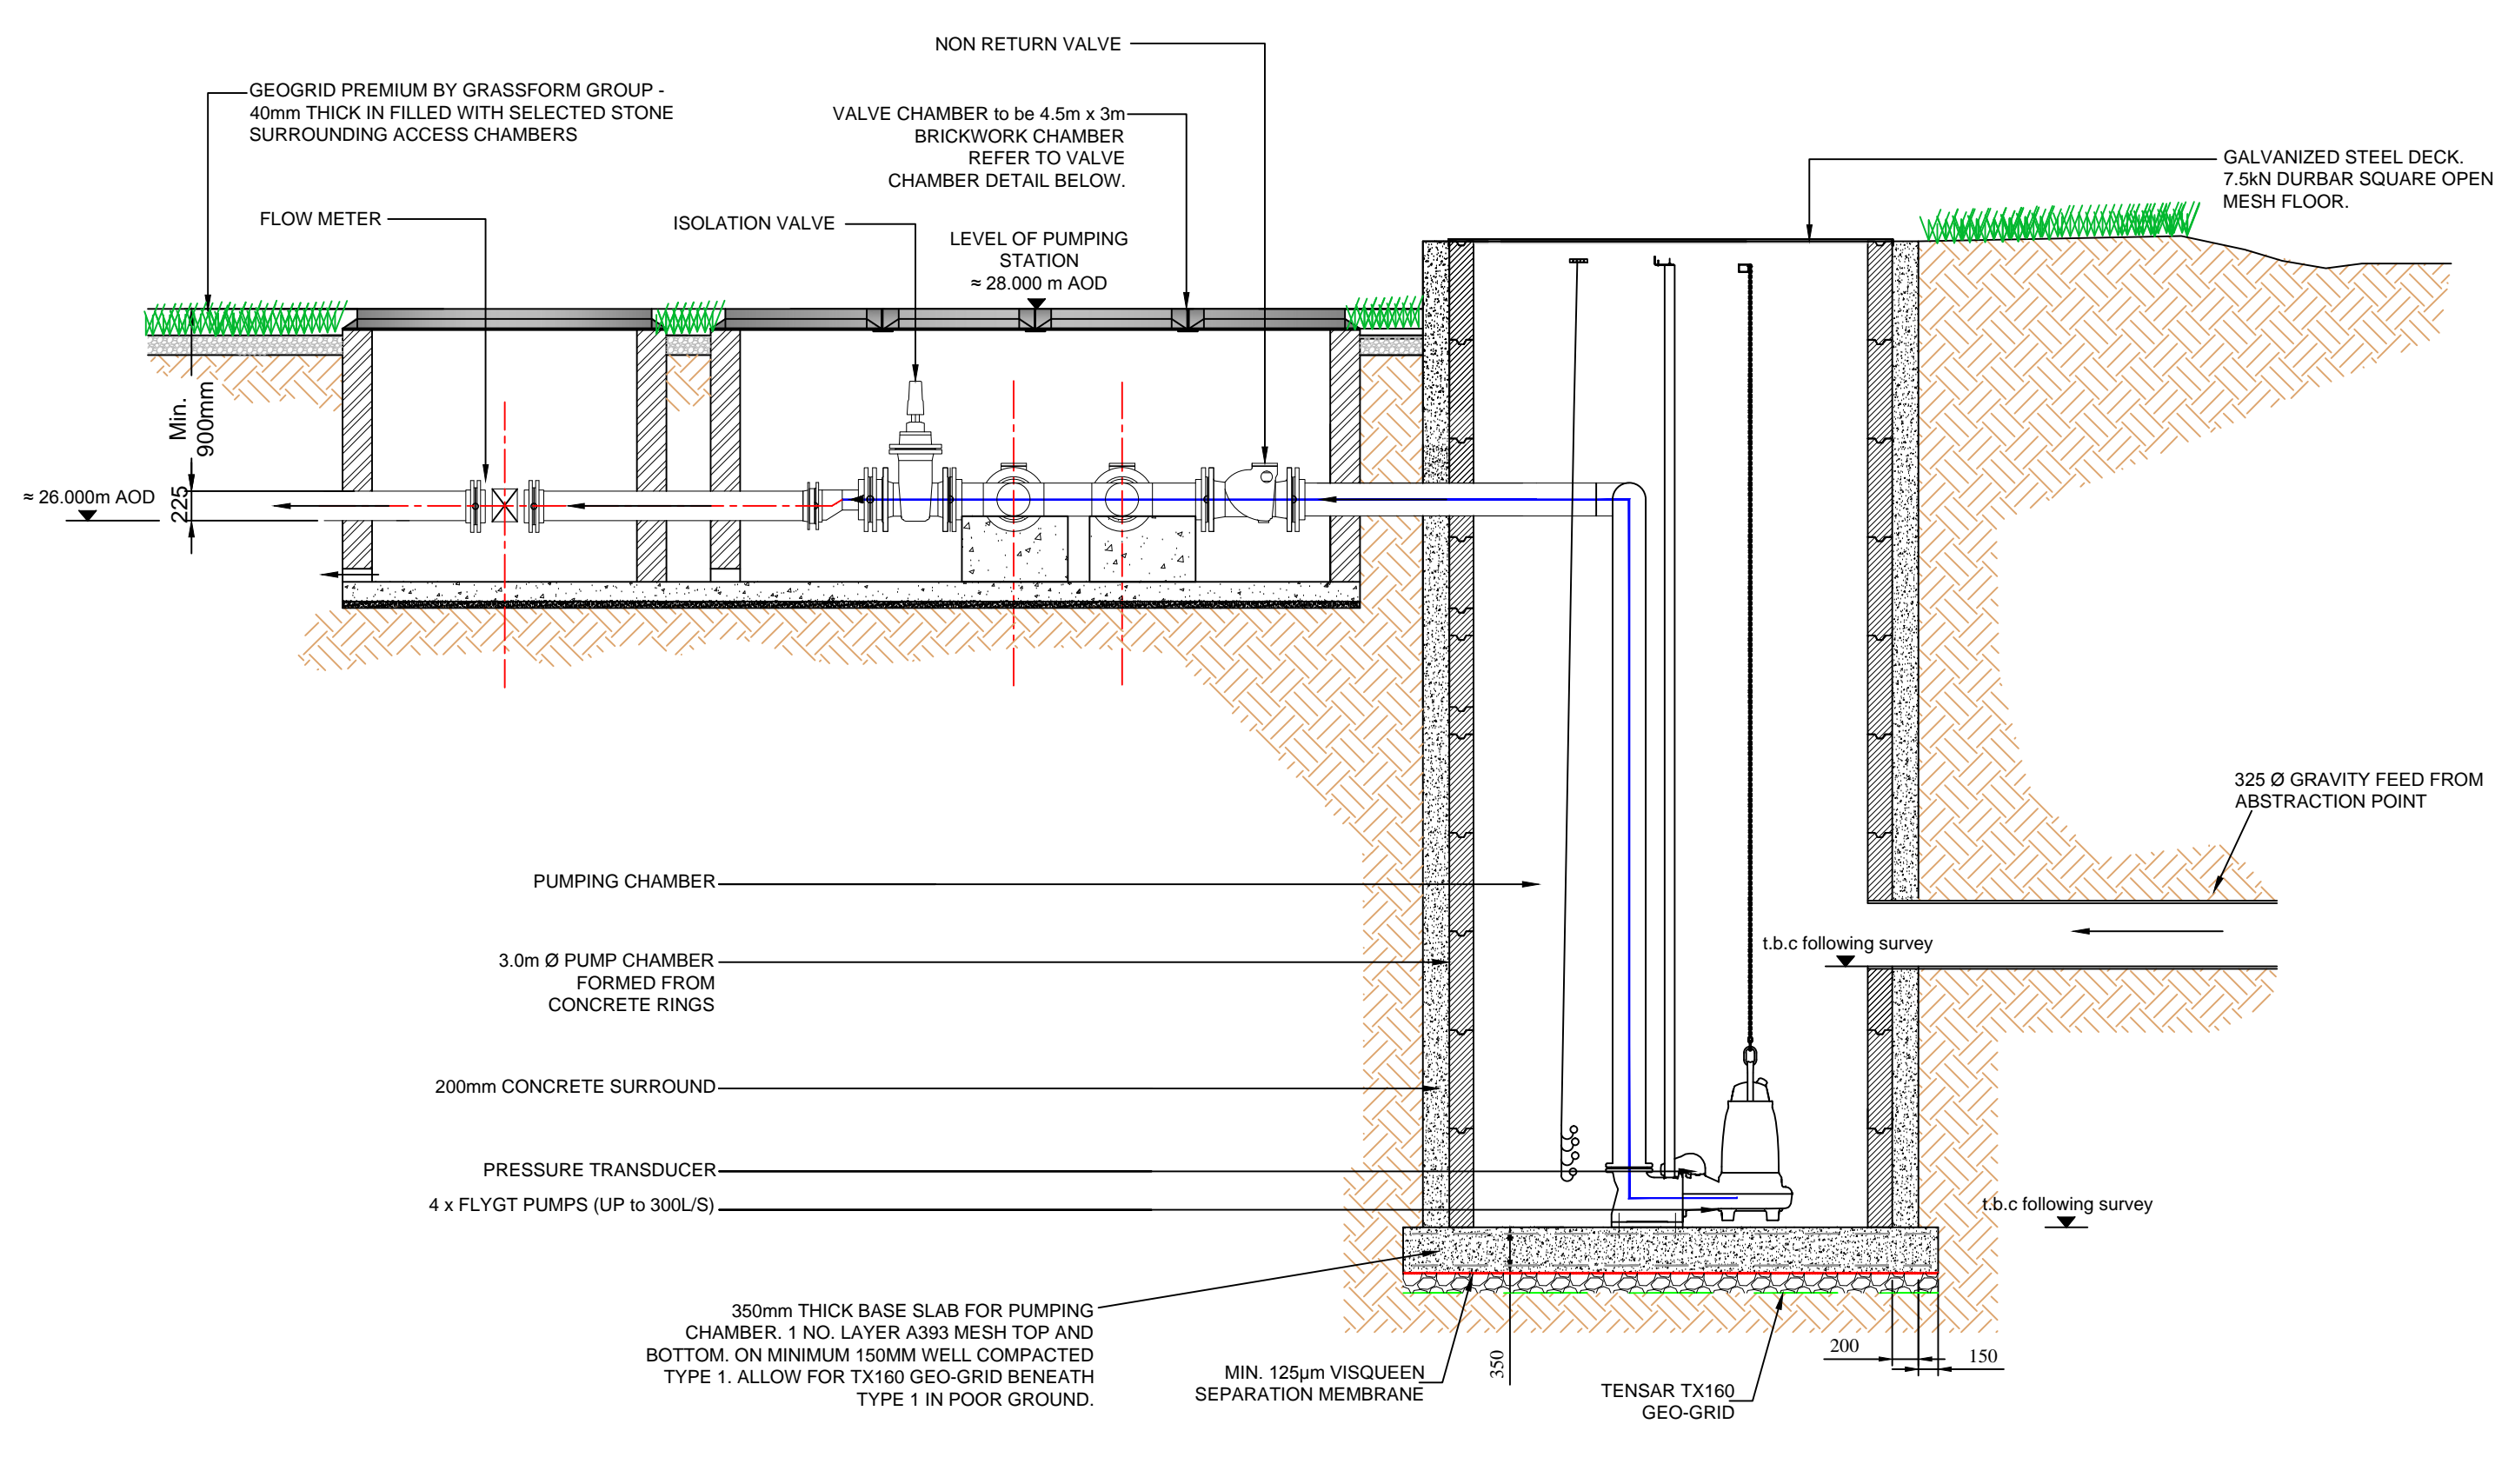 NON RETURN VALVE
GEOGRID PREMIUM BY GRASSFORM GROUP -
40mm THICK IN FILLED WITH SELECTED STONE
SURROUNDING ACCESS CHAMBERS
VALVE CHAMBER to be 4.5m x 3m
BRICKWORK CHAMBER
REFER TO VALVE
CHAMBER DETAIL BELOW.
GALVANIZED STEEL DECK.
7.5kN DURBAR SQUARE OPEN
MESH FLOOR.
FLOW METER
ISOLATION VALVE
LEVEL OF PUMPING
STATION
≈ 28.000 m AOD
Min.
900mm
≈ 26.000m AOD
225
325 Ø GRAVITY FEED FROM
ABSTRACTION POINT
PUMPING CHAMBER
t.b.c following survey
3.0m Ø PUMP CHAMBER
FORMED FROM
CONCRETE RINGS
200mm CONCRETE SURROUND
PRESSURE TRANSDUCER
4 x FLYGT PUMPS (UP to 300L/S)
t.b.c following survey
350mm THICK BASE SLAB FOR PUMPING
CHAMBER. 1 NO. LAYER A393 MESH TOP AND
BOTTOM. ON MINIMUM 150MM WELL COMPACTED
TYPE 1. ALLOW FOR TX160 GEO-GRID BENEATH
TYPE 1 IN POOR GROUND.
MIN. 125µm VISQUEEN
SEPARATION MEMBRANE
350
TENSAR TX160
GEO-GRID
200
150